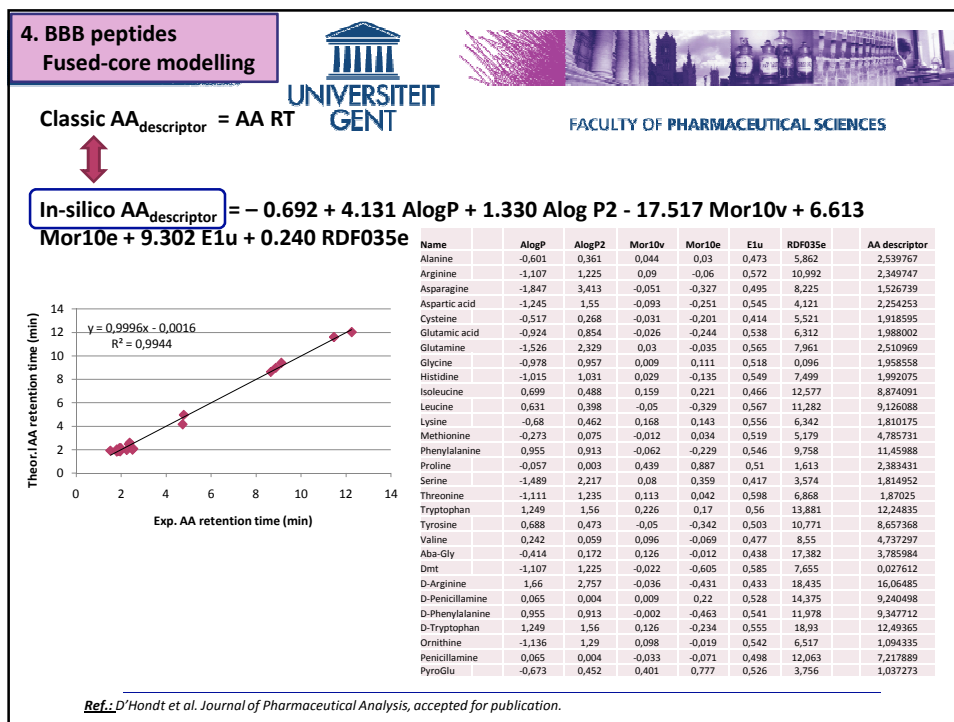 4. BBB peptides
Fused-core modelling
UNIVERSITEIT
GENT
FACULTY OF PHARMACEUTICAL SCIENCES
Classic AAdescriptor = AA RT
In-silico AAdescriptor = – 0.692 + 4.131 AlogP + 1.330 Alog P2 - 17.517 Mor10v + 6.613
Mor10e + 9.302 E1u + 0.240 RDF035e
Theor.l AA retention time (min)
14
12
10
8
6
4
2
0
y = 0,9996x - 0,0016
R² = 0,9944
0 2 4 6 8 10 12 14
Exp. AA retention time (min)
Name AlogP AlogP2 Mor10v Mor10e E1u RDF035e AA descriptor
Alanine -0,601 0,361 0,044 0,03 0,473 5,862 2,539767
Arginine -1,107 1,225 0,09 -0,06 0,572 10,992 2,349747
Asparagine -1,847 3,413 -0,051 -0,327 0,495 8,225 1,526739
Aspartic acid -1,245 1,55 -0,093 -0,251 0,545 4,121 2,254253
Cysteine -0,517 0,268 -0,031 -0,201 0,414 5,521 1,918595
Glutamic acid -0,924 0,854 -0,026 -0,244 0,538 6,312 1,988002
Glutamine -1,526 2,329 0,03 -0,035 0,565 7,961 2,510969
Glycine -0,978 0,957 0,009 0,111 0,518 0,096 1,958558
Histidine -1,015 1,031 0,029 -0,135 0,549 7,499 1,992075
Isoleucine 0,699 0,488 0,159 0,221 0,466 12,577 8,874091
Leucine 0,631 0,398 -0,05 -0,329 0,567 11,282 9,126088
Lysine -0,68 0,462 0,168 0,143 0,556 6,342 1,810175
Methionine -0,273 0,075 -0,012 0,034 0,519 5,179 4,785731
Phenylalanine 0,955 0,913 -0,062 -0,229 0,546 9,758 11,45988
Proline -0,057 0,003 0,439 0,887 0,51 1,613 2,383431
Serine -1,489 2,217 0,08 0,359 0,417 3,574 1,814952
Threonine -1,111 1,235 0,113 0,042 0,598 6,868 1,87025
Tryptophan 1,249 1,56 0,226 0,17 0,56 13,881 12,24835
Tyrosine 0,688 0,473 -0,05 -0,342 0,503 10,771 8,657368
Valine 0,242 0,059 0,096 -0,069 0,477 8,55 4,737297
Aba-Gly -0,414 0,172 0,126 -0,012 0,438 17,382 3,785984
Dmt -1,107 1,225 -0,022 -0,605 0,585 7,655 0,027612
D-Arginine 1,66 2,757 -0,036 -0,431 0,433 18,435 16,06485
D-Penicillamine 0,065 0,004 0,009 0,22 0,528 14,375 9,240498
D-Phenylalanine 0,955 0,913 -0,002 -0,463 0,541 11,978 9,347712
D-Tryptophan 1,249 1,56 0,126 -0,234 0,555 18,93 12,49365
Ornithine -1,136 1,29 0,098 -0,019 0,542 6,517 1,094335
Penicillamine 0,065 0,004 -0,033 -0,071 0,498 12,063 7,217889
PyroGlu -0,673 0,452 0,401 0,777 0,526 3,756 1,037273
Ref.: D'Hondt et al. Journal of Pharmaceutical Analysis, accepted for publication.